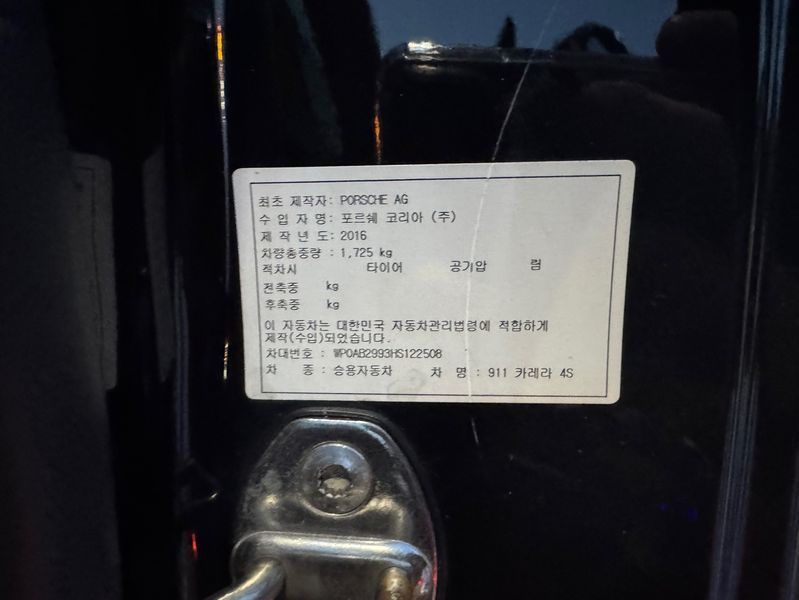 최초 제작자: PORSCHE AG
수 입 자 명: 포르쉐 코리아 (주)
제 작 년 도: 2016
차량총중량 : 1,725 kg
적차시 타이어 공기압 림
전축중 kg
후축중 kg
이 자동차는 대한민국 자동차관리법령에 적합하게
제작(수입)되었습니다.
차대번호 : WP0AB2993HS122508
차 종 : 승용자동차 차 명 : 911 카레라 4S